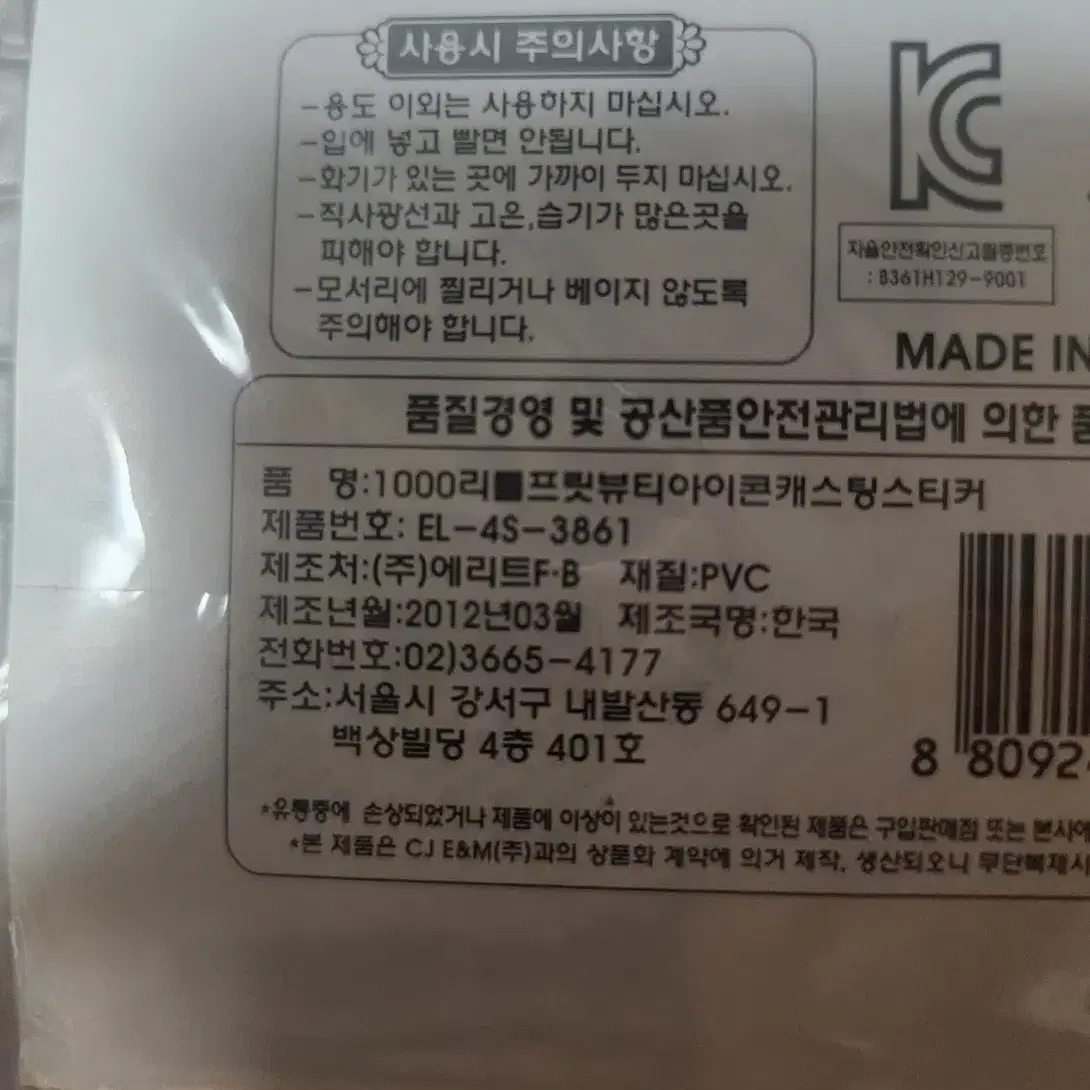 사용시 주의사항
-용도 이외는 사용하지 마십시오.
-입에 넣고 빨면 안됩니다.
-화기가 있는 곳에 가까이 두지 마십시오.
-직사광선과 고온,습기가 많은곳을
피해야 합니다.
-모서리에 찔리거나 베이지 않도록
주의해야 합니다.
KC
자율안전확인신고필증번호
: B361H129-9001
MADE IN
품질경영 및 공산품안전관리법에 의한 품
품 명:1000리■프릿뷰티아이콘캐스팅스티커
제품번호: EL-4S-3861
제조처:(주)에리트F·B 재질:PVC
제조년월:2012년03월 제조국명:한국
전화번호:02)3665-4177
주소:서울시 강서구 내발산동 649-1
백상빌딩 4층 401호
8 80924
*유통중에 손상되었거나 제품에 이상이 있는것으로 확인된 제품은 구입판매점 또는 본사에
*본 제품은 CJ E&M(주)과의 상품화 계약에 의거 제작, 생산되오니 무단복제시